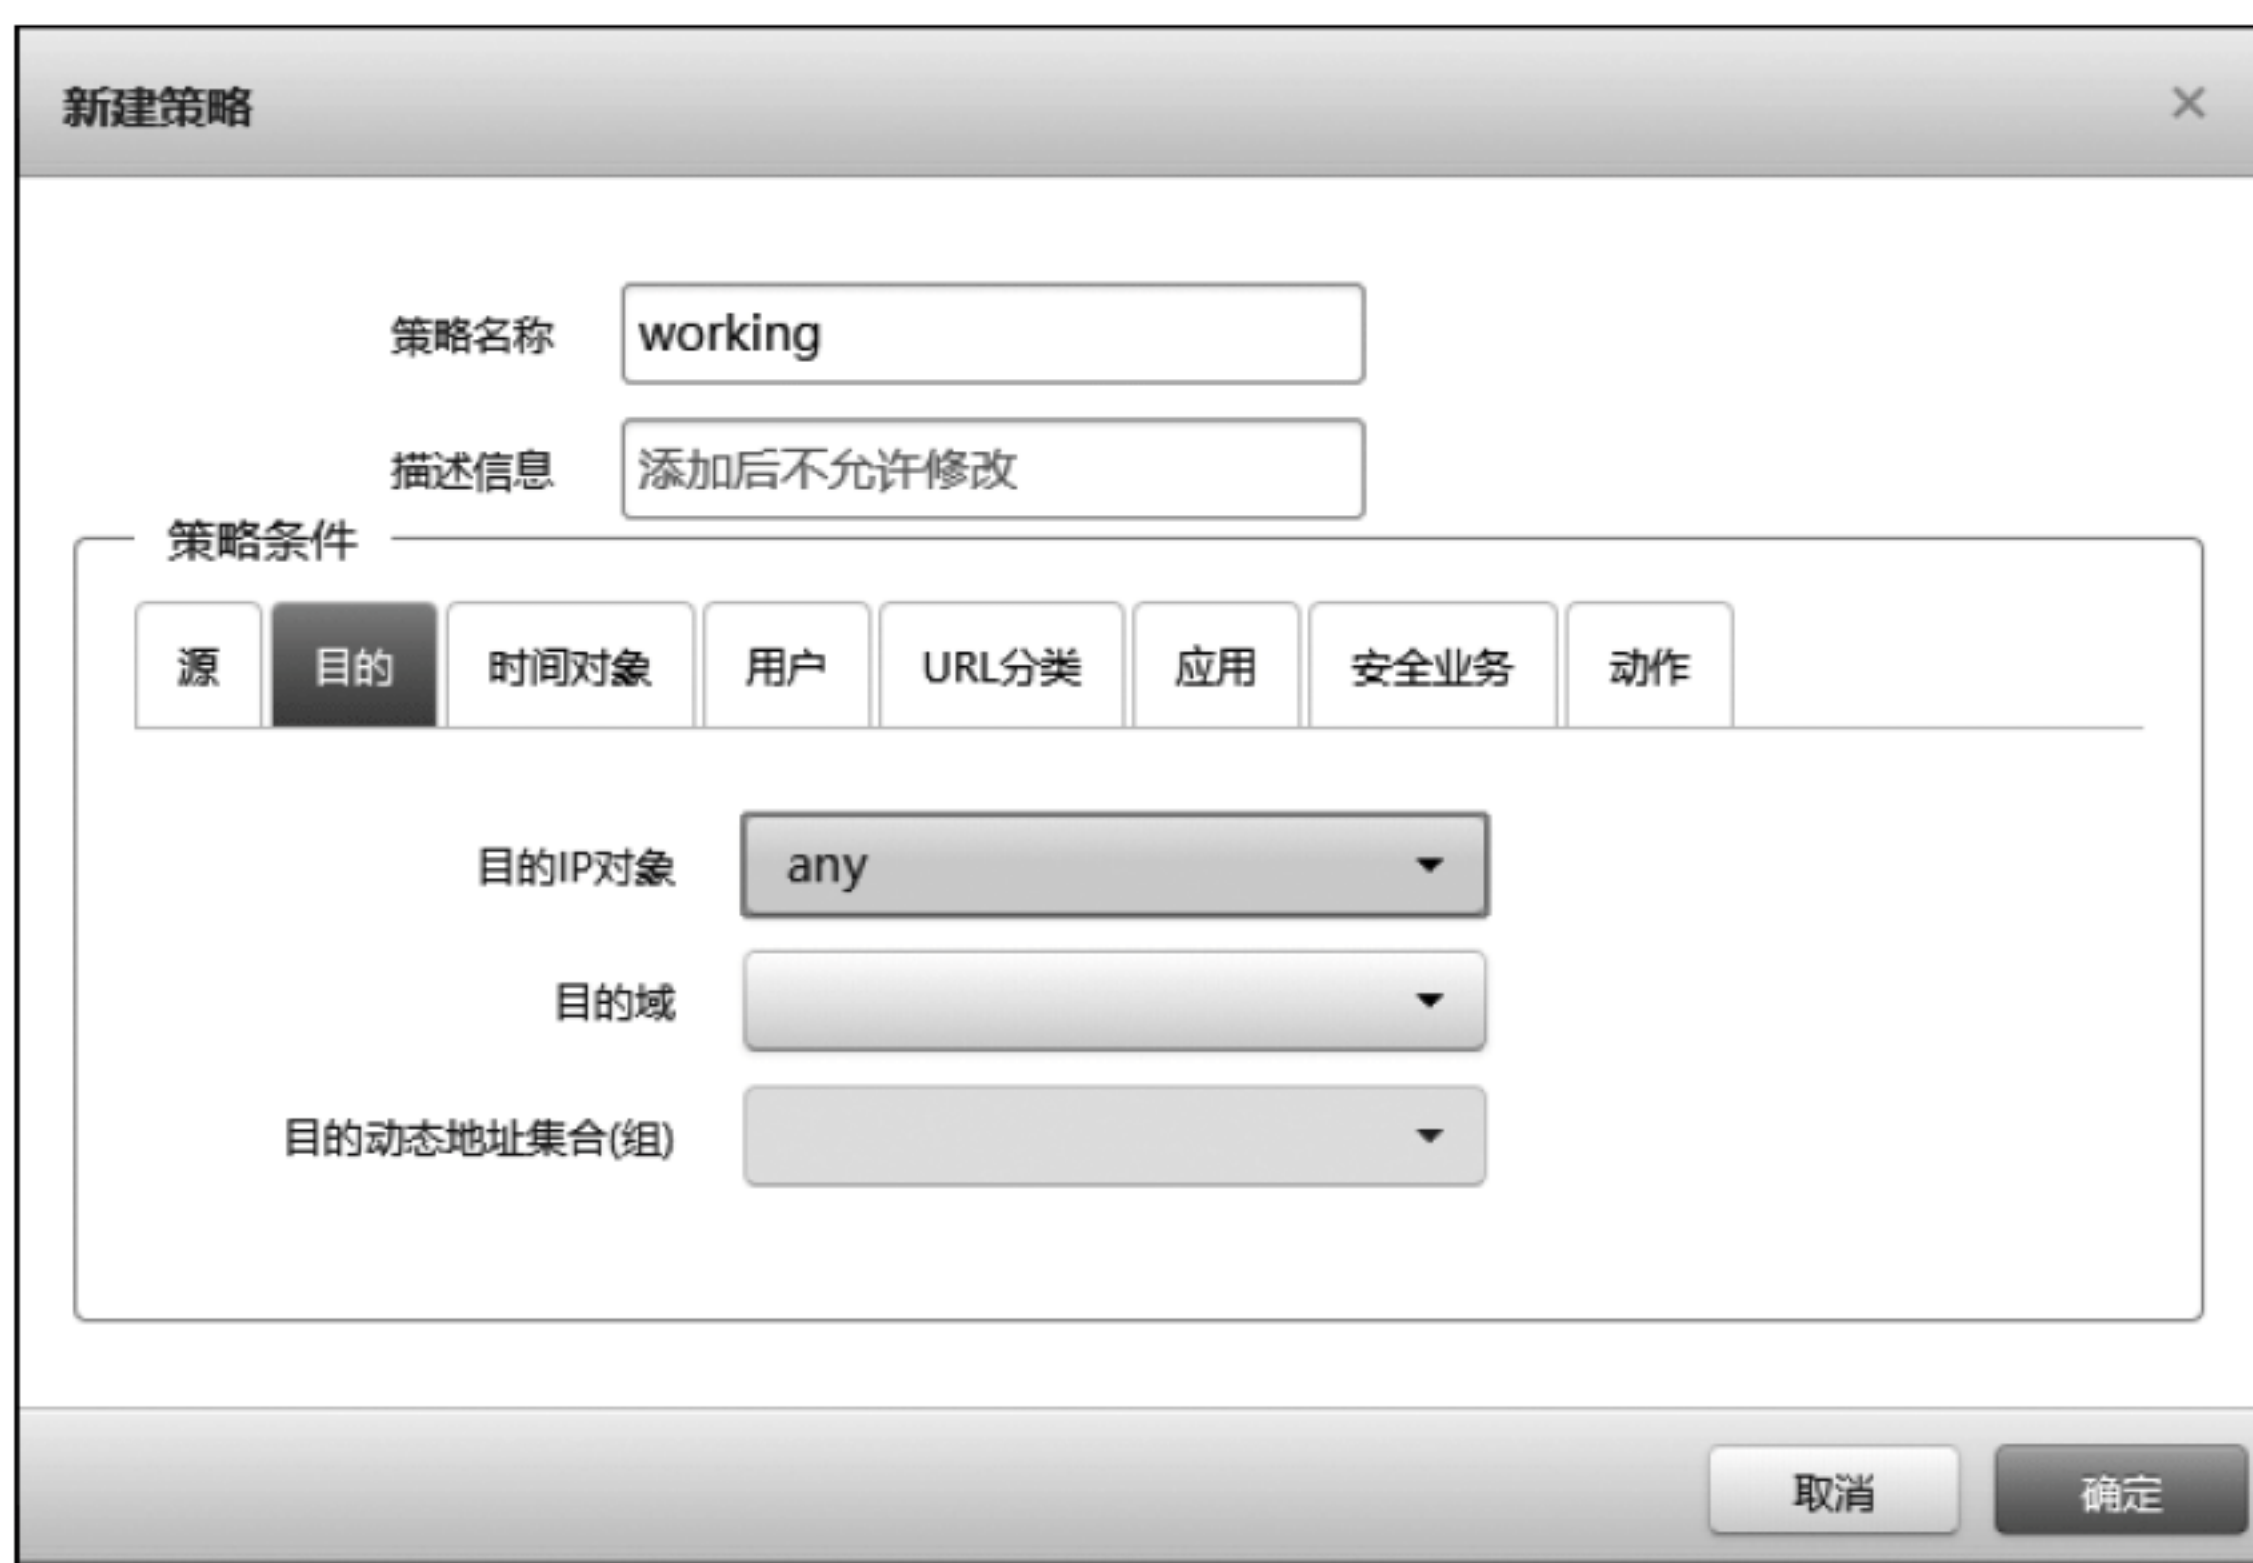 新建策略 ×
策略名称 working
描述信息 添加后不允许修改
策略条件
源 目的 时间对象 用户 URL分类 应用 安全业务 动作
目的IP对象 any
目的域
目的动态地址集合(组)
取消 确定